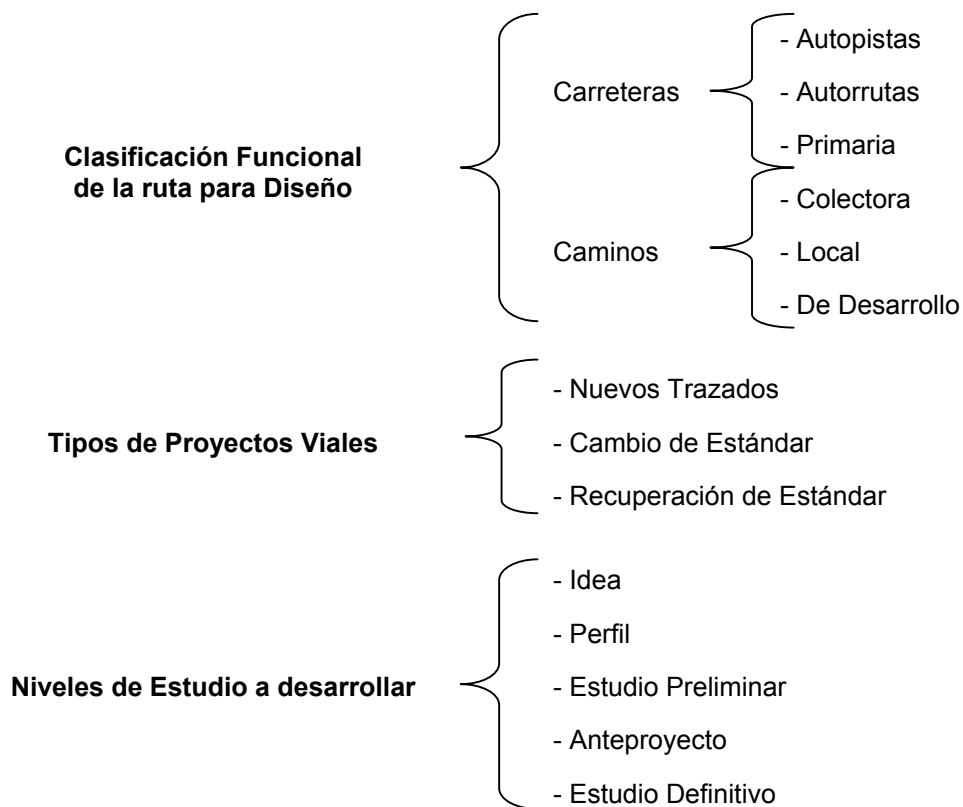 Clasificación Funcional
de la ruta para Diseño
Carreteras
- Autopistas
- Autorrutas
- Primaria
Caminos
- Colectora
- Local
- De Desarrollo
Tipos de Proyectos Viales
- Nuevos Trazados
- Cambio de Estándar
- Recuperación de Estándar
Niveles de Estudio a desarrollar
- Idea
- Perfil
- Estudio Preliminar
- Anteproyecto
- Estudio Definitivo